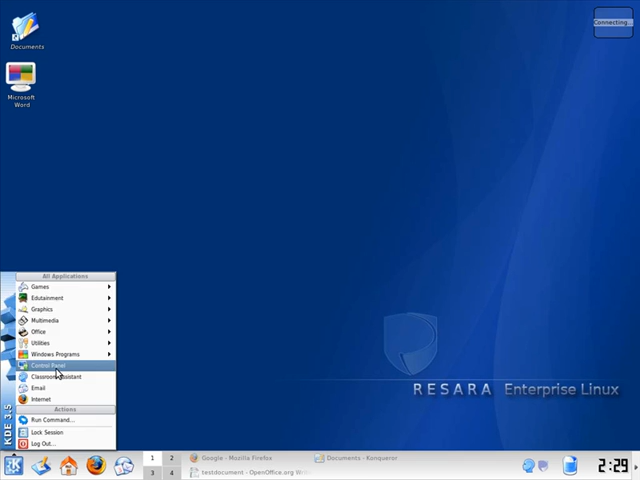 Documents
Connecting...
Microsoft
Word
All Applications
Games
Edutainment
Graphics
Multimedia
Office
Utilities
Windows Programs
Control Panel
Classroom Assistant
Email
Internet
Actions
Run Command...
Lock Session
Log Out...
KDE 3.5
RESARA Enterprise Linux
1 2
3 4
Google - Mozilla Firefox
Documents - Konqueror
testdocument - OpenOffice.org Wri
2:29